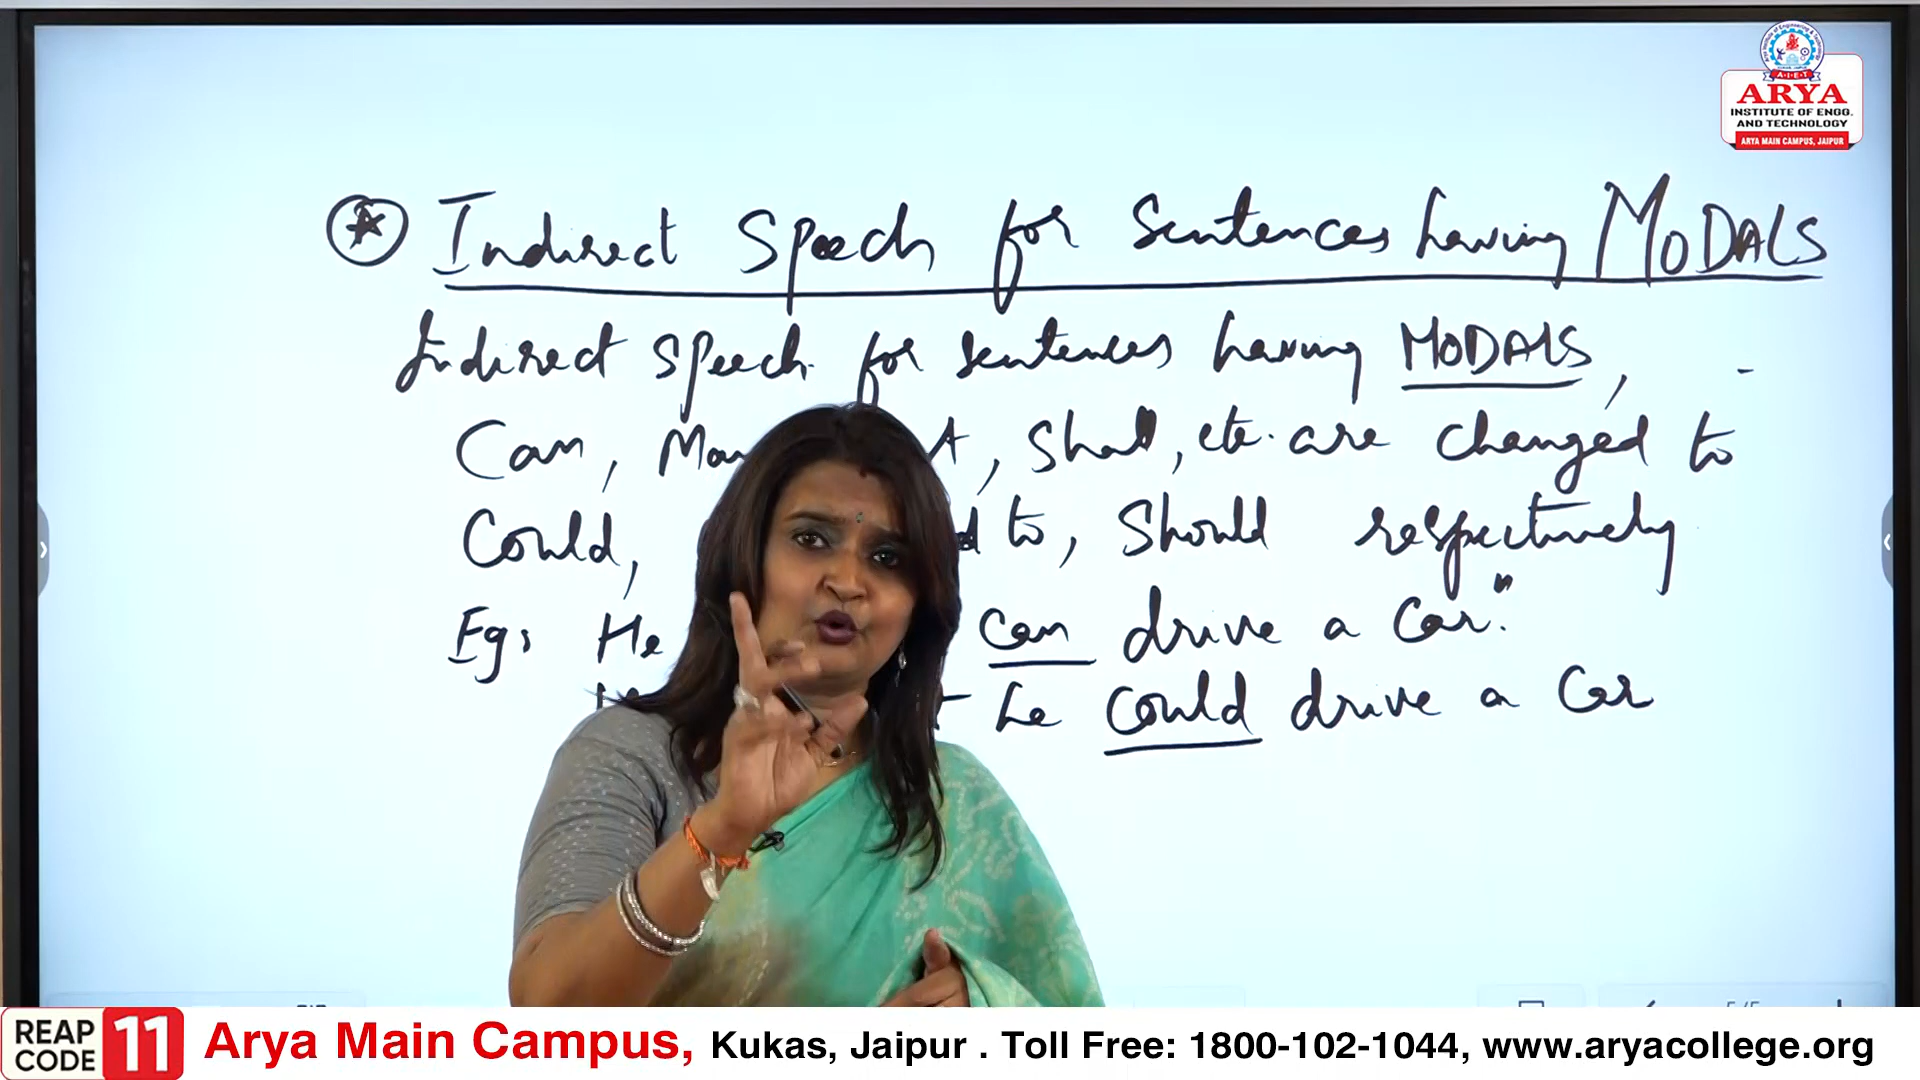 ARYA
INSTITUTE OF ENGG.
AND TECHNOLOGY
ARYA MAIN CAMPUS, JAIPUR
Indirect Speech for Sentences having MODALS
Indirect speech for sentences having MODALS,
Can, Shall, etc. are changed to
Could, to, Should respectively
Eg: He can drive a Car."
he could drive a Car
REAP CODE 11 Arya Main Campus, Kukas, Jaipur . Toll Free: 1800-102-1044, www.aryacollege.org